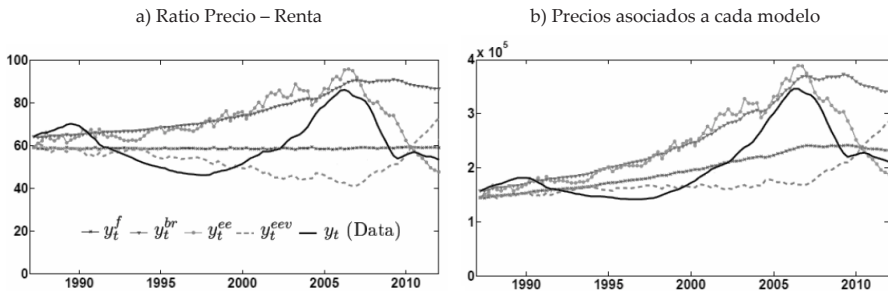 a) Ratio Precio – Renta
b) Precios asociados a cada modelo
100
80
60
40
20
0
1990 1995 2000 2005 2010
y_t^f y_t^{br} y_t^{ee} y_t^{eev} y_t (Data)
4 x 10^5
3
2
1
0
1990 1995 2000 2005 2010